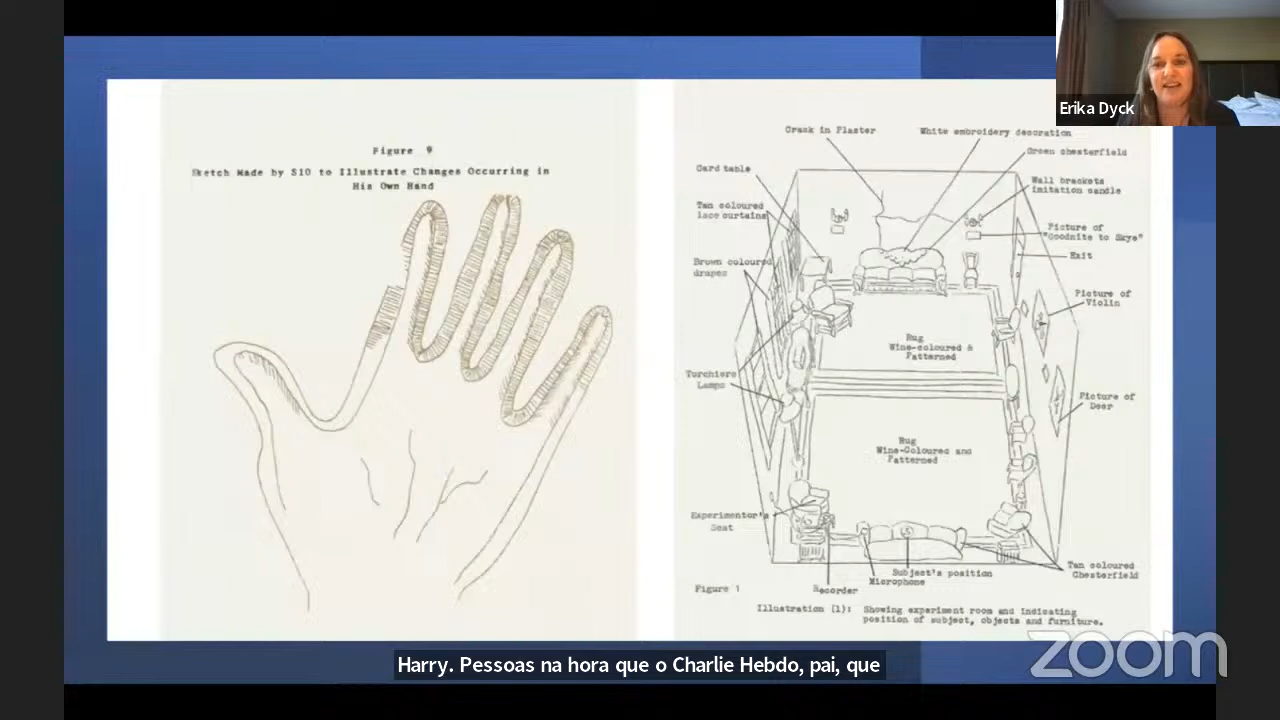 Erika Dyck
Figure 9
Sketch Made by S10 to Illustrate Changes Occurring in
His Own Hand
Crack in Plaster
White embroidery decoration
Green chesterfield
Card table
Wall brackets
imitation candle
Tan coloured
lace curtains
Picture of
"Goodnite to Skye"
Brown coloured
drapes
Exit
Picture of
Violin
Rug
Wine-coloured &
Patterned
Torchiere
Lamps
Picture of
Deer
Rug
Wine-Coloured and
Patterned
Experimentor's
Seat
Subject's position
Microphone
Tan coloured
Chesterfield
Figure 1
Recorder
Illustration (1): Showing experiment room and indicating
position of subject, objects and furniture.
zoom
Harry. Pessoas na hora que o Charlie Hebdo, pai, que